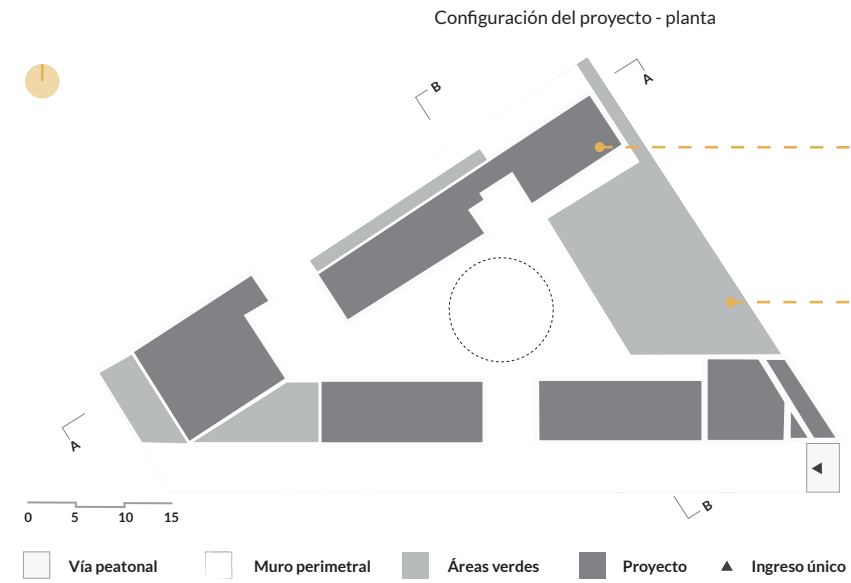 Configuración del proyecto - planta
B
A
A
B
0 5 10 15
Vía peatonal Muro perimetral Áreas verdes Proyecto Ingreso único